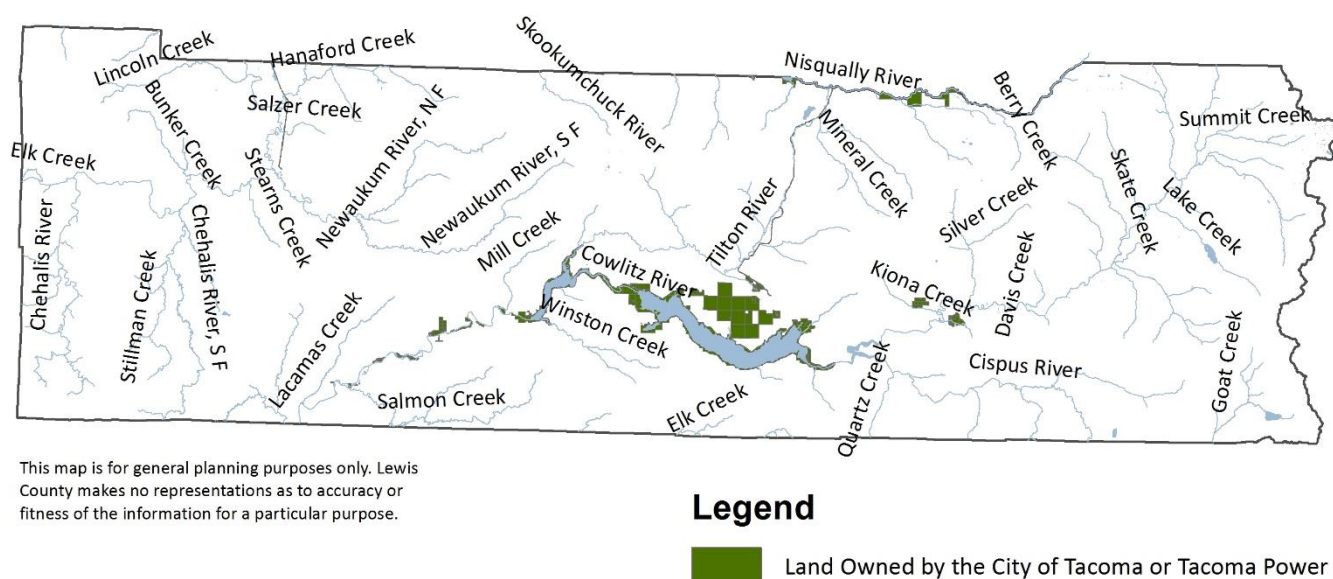 Lincoln Creek
Hanaford Creek
Skookumchuck River
Nisqually River
Berry Creek
Bunker Creek
Salzer Creek
Newaukum River, N F
Mineral Creek
Summit Creek
Elk Creek
Stearns Creek
Newaukum River, S F
Skate Creek
Lake Creek
Chehalis River
Chehalis River, S F
Mill Creek
Tilton River
Silver Creek
Stillman Creek
Cowlitz River
Kiona Creek
Davis Creek
Lacamas Creek
Winston Creek
Cispus River
Goat Creek
Salmon Creek
Elk Creek
Quartz Creek
This map is for general planning purposes only. Lewis
County makes no representations as to accuracy or
fitness of the information for a particular purpose.
Legend
Land Owned by the City of Tacoma or Tacoma Power